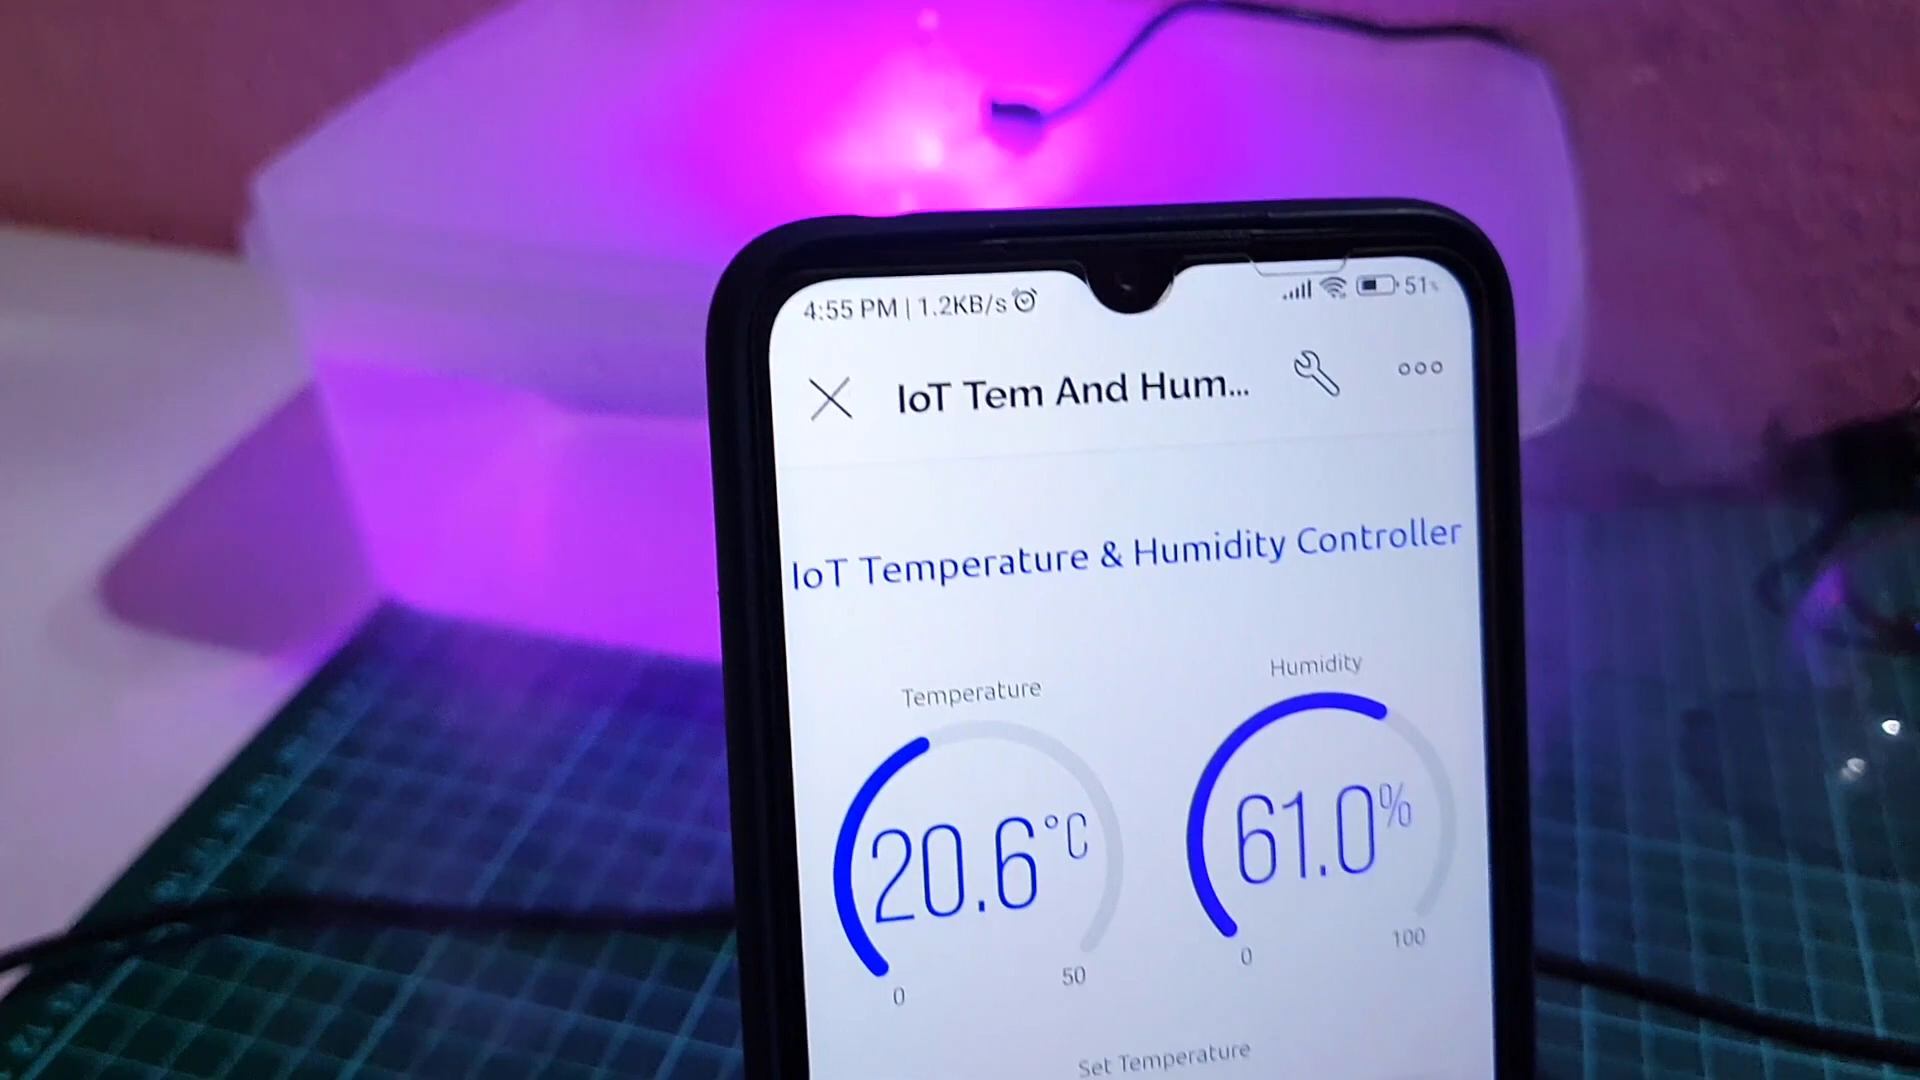 4:55 PM | 1.2KB/s
51%
IoT Tem And Hum...
IoT Temperature & Humidity Controller
Temperature
Humidity
20.6°C
61.0%
0
50
0
100
Set Temperature